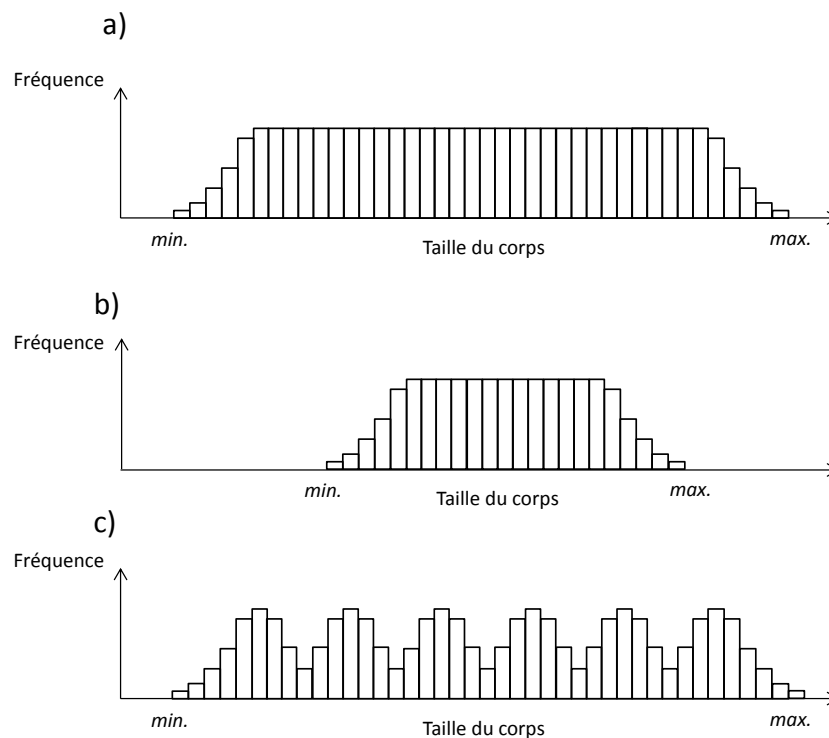 a)
Fréquence
min.
Taille du corps
max.
b)
Fréquence
min.
Taille du corps
max.
c)
Fréquence
min.
Taille du corps
max.